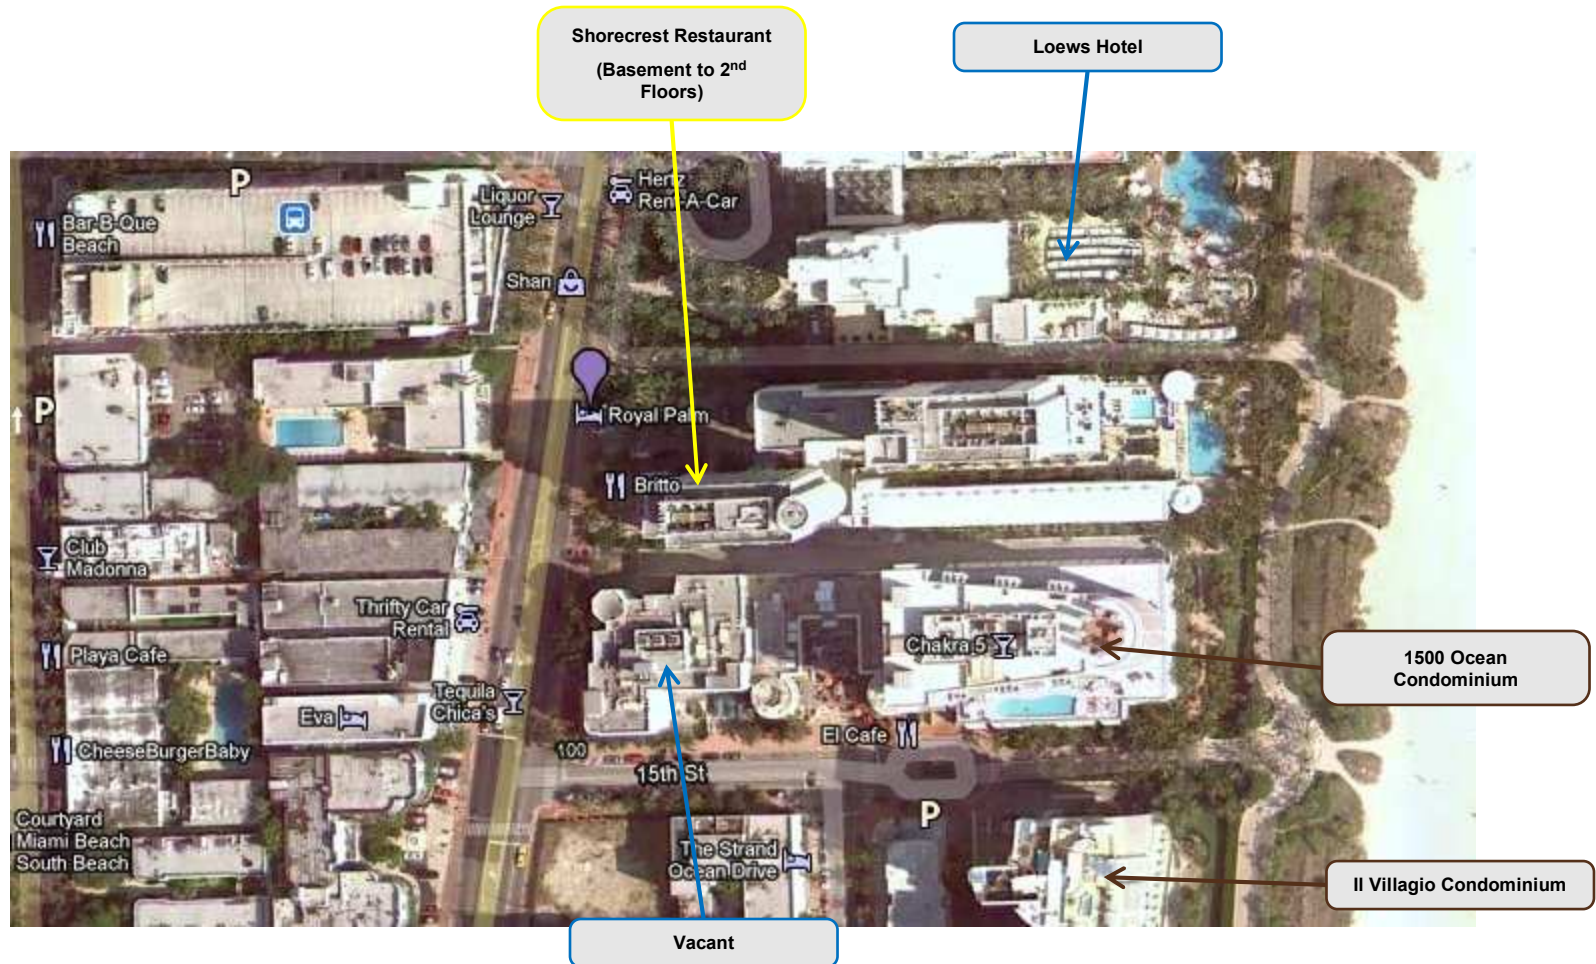 Shorecrest Restaurant
(Basement to 2nd
Floors)
Loews Hotel
P
Liquor
Lounge
Hertz
Rent-A-Car
Bar-B-Que
Beach
Shan
P
Royal Palm
Britto
Club
Madonna
Thrifty Car
Rental
Playa Cafe
Chakra 5
1500 Ocean
Condominium
Tequila
Chica's
Eva
El Cafe
CheeseBurgerBaby
100
15th St
P
Courtyard
Miami Beach
South Beach
The Strand
Ocean Drive
Il Villagio Condominium
Vacant